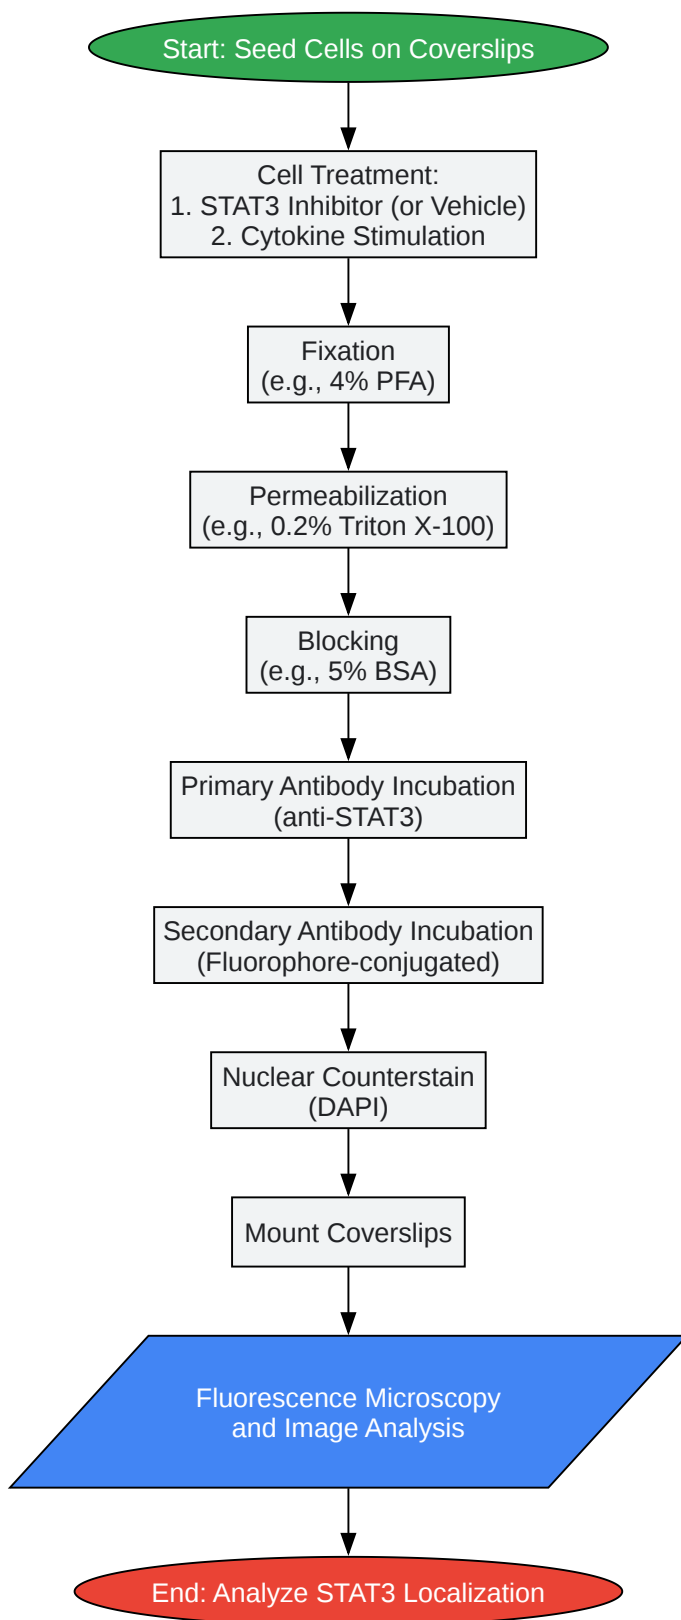 Start: Seed Cells on Coverslips
Cell Treatment:
1. STAT3 Inhibitor (or Vehicle)
2. Cytokine Stimulation
Fixation
(e.g., 4% PFA)
Permeabilization
(e.g., 0.2% Triton X-100)
Blocking
(e.g., 5% BSA)
Primary Antibody Incubation
(anti-STAT3)
Secondary Antibody Incubation
(Fluorophore-conjugated)
Nuclear Counterstain
(DAPI)
Mount Coverslips
Fluorescence Microscopy
and Image Analysis
End: Analyze STAT3 Localization